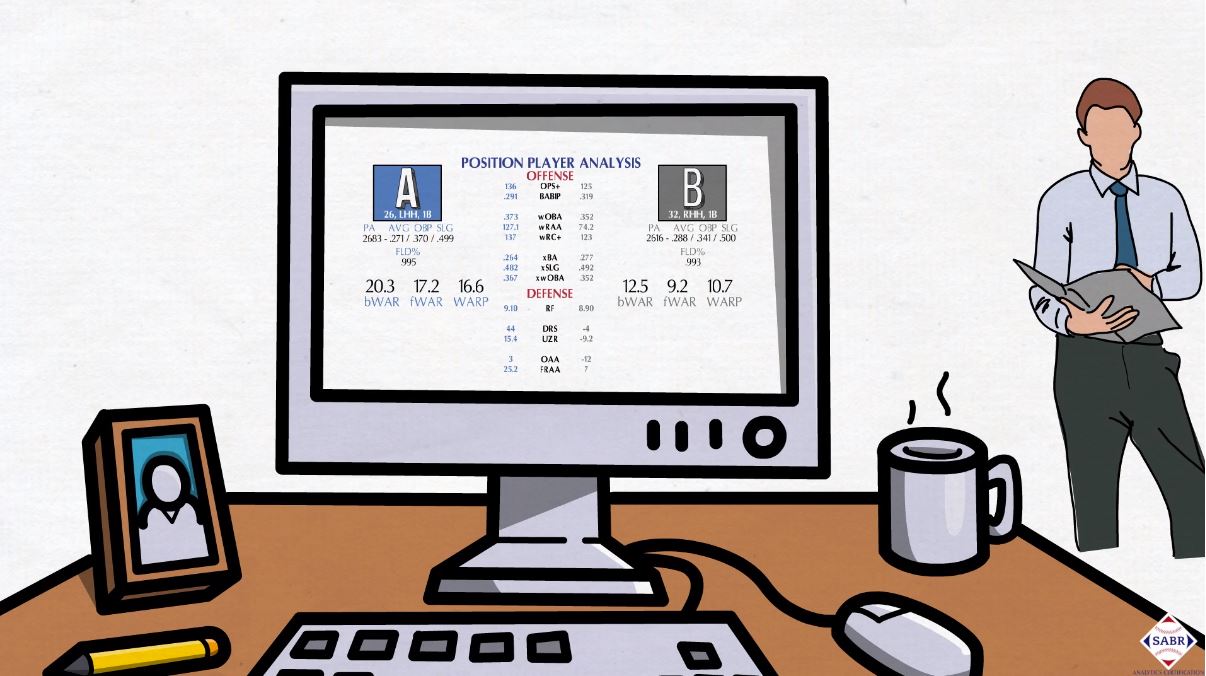 POSITION PLAYER ANALYSIS
A
26, LHH, 1B
PA AVG OBP SLG
2683 - .271 / .370 / .499
FLD%
995
20.3 17.2 16.6
bWAR fWAR WARP
OFFENSE
136 OPS+ 125
.291 BABIP .319
.373 wOBA .352
127.1 wRAA 74.2
137 wRC+ 123
.264 xBA .277
.482 xSLG .492
.367 xwOBA .352
DEFENSE
9.10 RF 8.90
44 DRS -4
15.4 UZR -9.2
3 OAA -12
25.2 FRAA 7
B
32, RHH, 1B
PA AVG OBP SLG
2616 - .288 / .341 / .500
FLD%
993
12.5 9.2 10.7
bWAR fWAR WARP
SABR
ANALYTICS CERTIFICATION